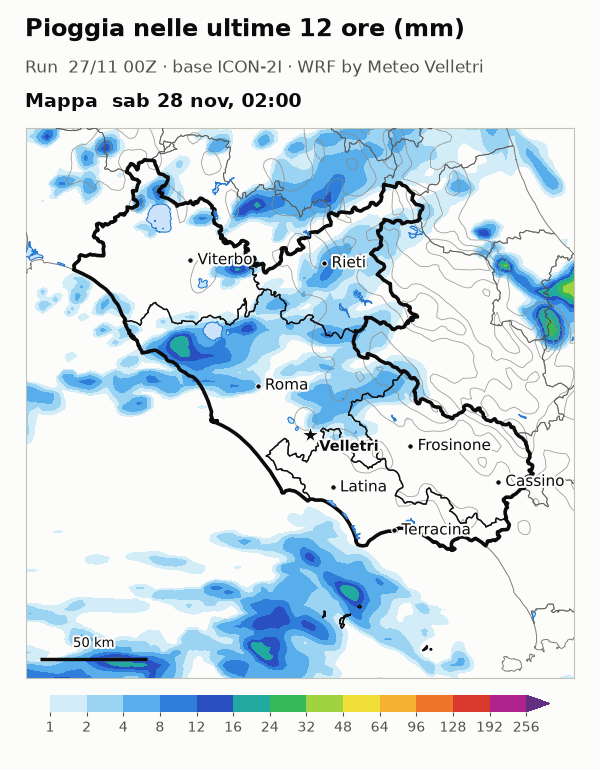 Pioggia nelle ultime 12 ore (mm)
Run  27/11 00Z · base ICON-2I · WRF by Meteo Velletri
Mappa  sab 28 nov, 02:00
Viterbo
Rieti
Roma
Velletri
Frosinone
Cassino
Latina
Terracina
50 km
1 2 4 8 12 16 24 32 48 64 96 128 192 256